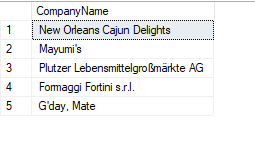 CompanyName
1 New Orleans Cajun Delights
2 Mayumi's
3 Plutzer Lebensmittelgroßmärkte AG
4 Formaggi Fortini s.r.l.
5 G'day, Mate